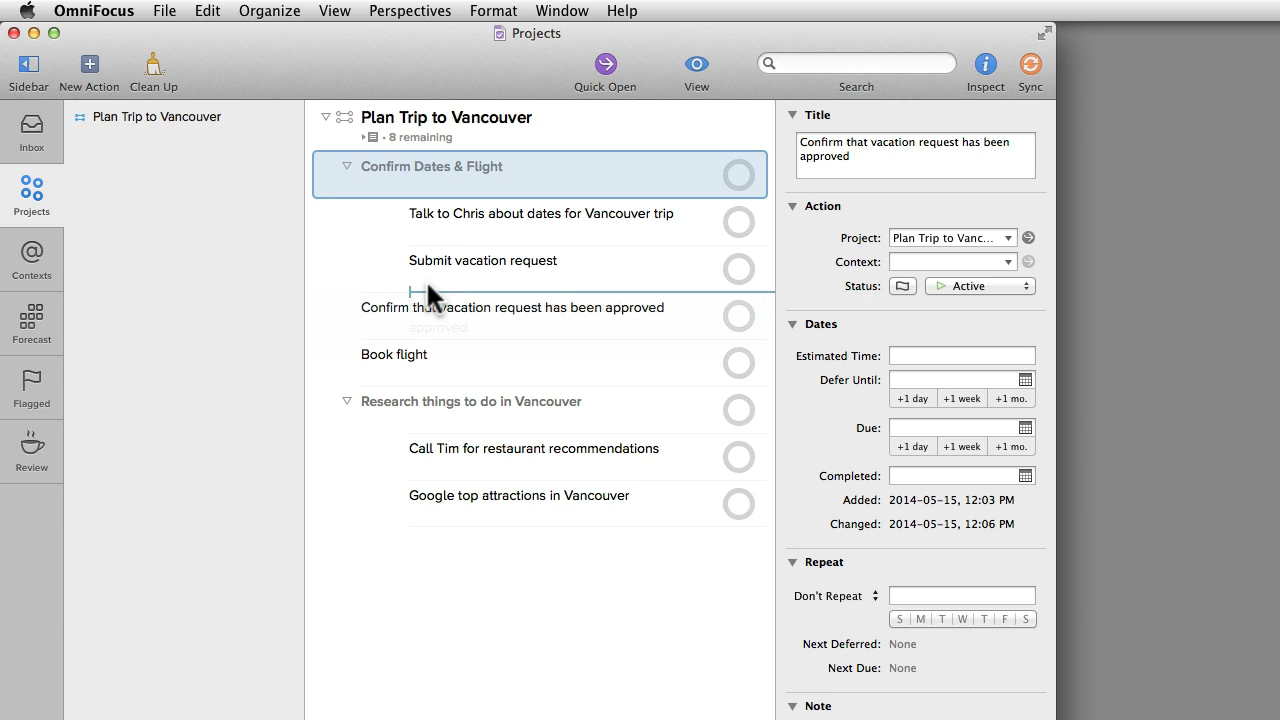 OmniFocus File Edit Organize View Perspectives Format Window Help
Projects
Sidebar New Action Clean Up Quick Open View Search Inspect Sync
Inbox
Projects
Contexts
Forecast
Flagged
Review
Plan Trip to Vancouver
Plan Trip to Vancouver
8 remaining
Confirm Dates & Flight
Talk to Chris about dates for Vancouver trip
Submit vacation request
Confirm that vacation request has been approved
approved
Book flight
Research things to do in Vancouver
Call Tim for restaurant recommendations
Google top attractions in Vancouver
Title
Confirm that vacation request has been
approved
Action
Project: Plan Trip to Vanc...
Context:
Status: Active
Dates
Estimated Time:
Defer Until:
+1 day +1 week +1 mo.
Due:
+1 day +1 week +1 mo.
Completed:
Added: 2014-05-15, 12:03 PM
Changed: 2014-05-15, 12:06 PM
Repeat
Don't Repeat
S M T W T F S
Next Deferred: None
Next Due: None
Note